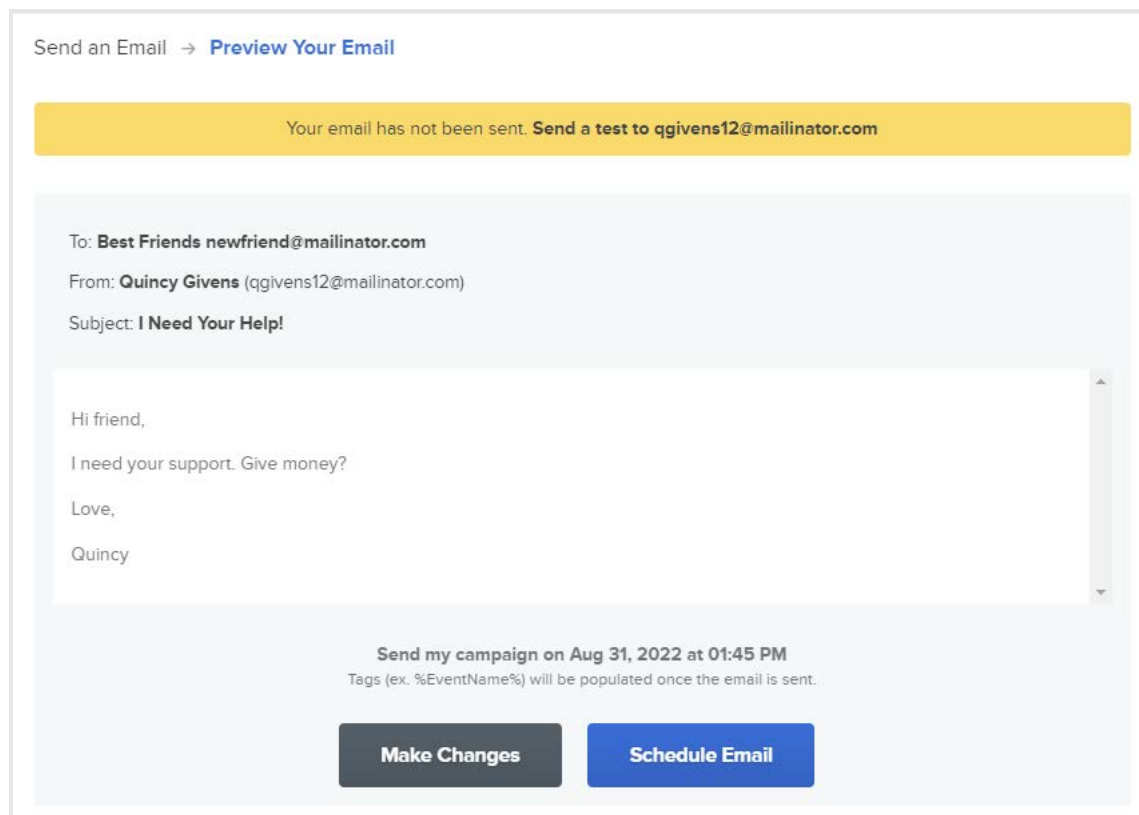 Send an Email → Preview Your Email
Your email has not been sent. Send a test to qgivens12@mailinator.com
To: Best Friends newfriend@mailinator.com
From: Quincy Givens (qgivens12@mailinator.com)
Subject: I Need Your Help!
Hi friend,
I need your support. Give money?
Love,
Quincy
Send my campaign on Aug 31, 2022 at 01:45 PM
Tags (ex. %EventName%) will be populated once the email is sent.
Make Changes Schedule Email